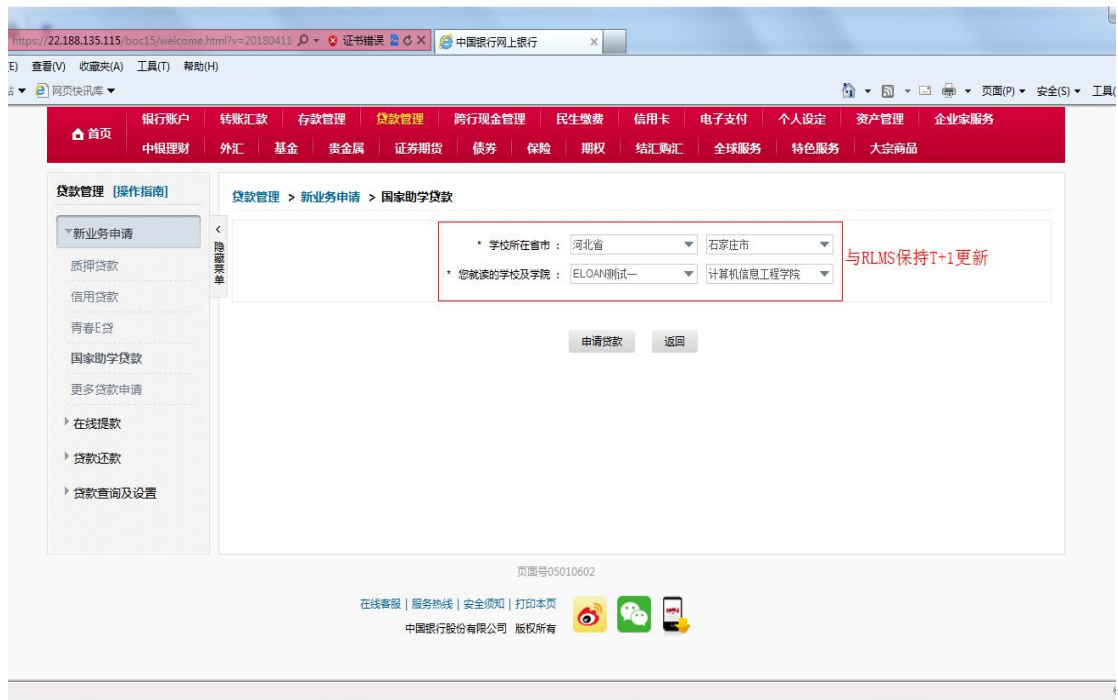 https://22.188.135.115/boc15/welcome.html?v=20180411 证书错误 中国银行网上银行
E) 查看(V) 收藏夹(A) 工具(T) 帮助(H)
网页快讯库 页面(P) 安全(S) 工具(
首页 银行账户 转账汇款 存款管理 贷款管理 跨行现金管理 民生缴费 信用卡 电子支付 个人设定 资产管理 企业家服务
中银理财 外汇 基金 贵金属 证券期货 债券 保险 期权 结汇购汇 全球服务 特色服务 大宗商品
贷款管理 [操作指南]
贷款管理 > 新业务申请 > 国家助学贷款
新业务申请
质押贷款
信用贷款
青春E贷
国家助学贷款
更多贷款申请
在线提款
贷款还款
贷款查询及设置
隐藏菜单
* 学校所在省市 : 河北省 石家庄市
* 您就读的学校及学院 : ELOAN测试一 计算机信息工程学院
与RLMS保持T+1更新
申请贷款 返回
页面号05010602
在线客服 | 服务热线 | 安全须知 | 打印本页
中国银行股份有限公司 版权所有